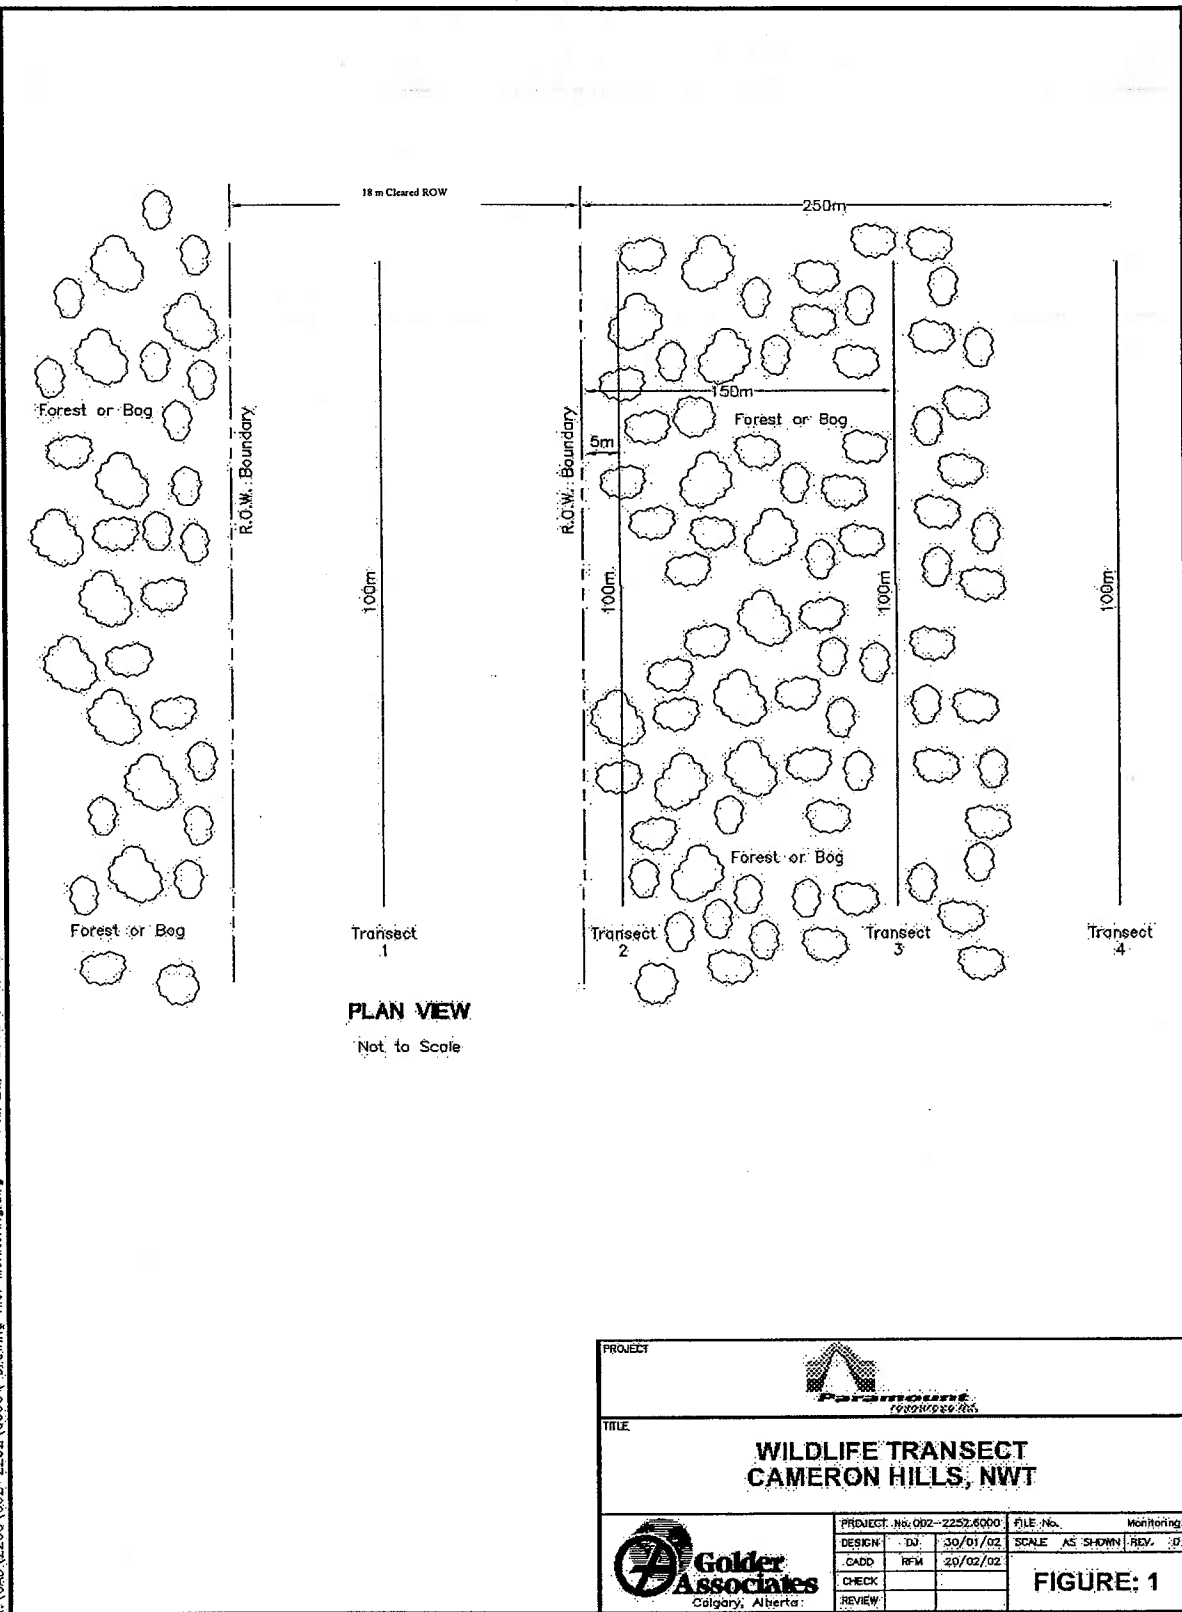 18 m Cleared ROW
250m
150m
Forest or Bog
Forest or Bog
5m
R.O.W. Boundary
R.O.W. Boundary
100m
100m
100m
100m
Forest or Bog
Forest or Bog
Transect
1
Transect
2
Transect
3
Transect
4
PLAN VIEW
Not to Scale
PROJECT
Paramount
resources ltd.
TITLE
WILDLIFE TRANSECT
CAMERON HILLS, NWT
Golder
Associates
Calgary, Alberta
PROJECT No. 002-2252.6000 FILE No. Monitoring
DESIGN DJ 30/01/02 SCALE AS SHOWN REV. 0
CADD RFM 20/02/02
CHECK
REVIEW
FIGURE: 1